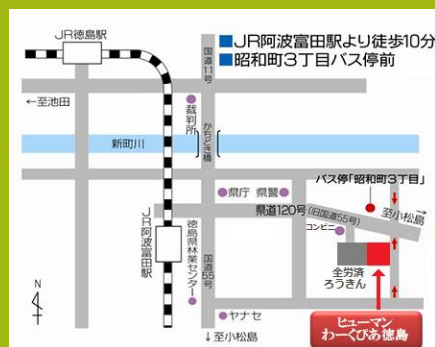 JR徳島駅
■JR阿波富田駅より徒歩10分
■昭和町3丁目バス停前
国道11号
←至池田
裁判所
新町川
かちどき橋
県庁 県警
バス停「昭和町3丁目」
県道120号(旧国道55号)
至小松島→
コンビニ
JR阿波富田駅
徳島県林業センター
国道55号
全労済
ろうきん
N
ヤナセ
↓至小松島
ヒューマン
わーくぴあ徳島